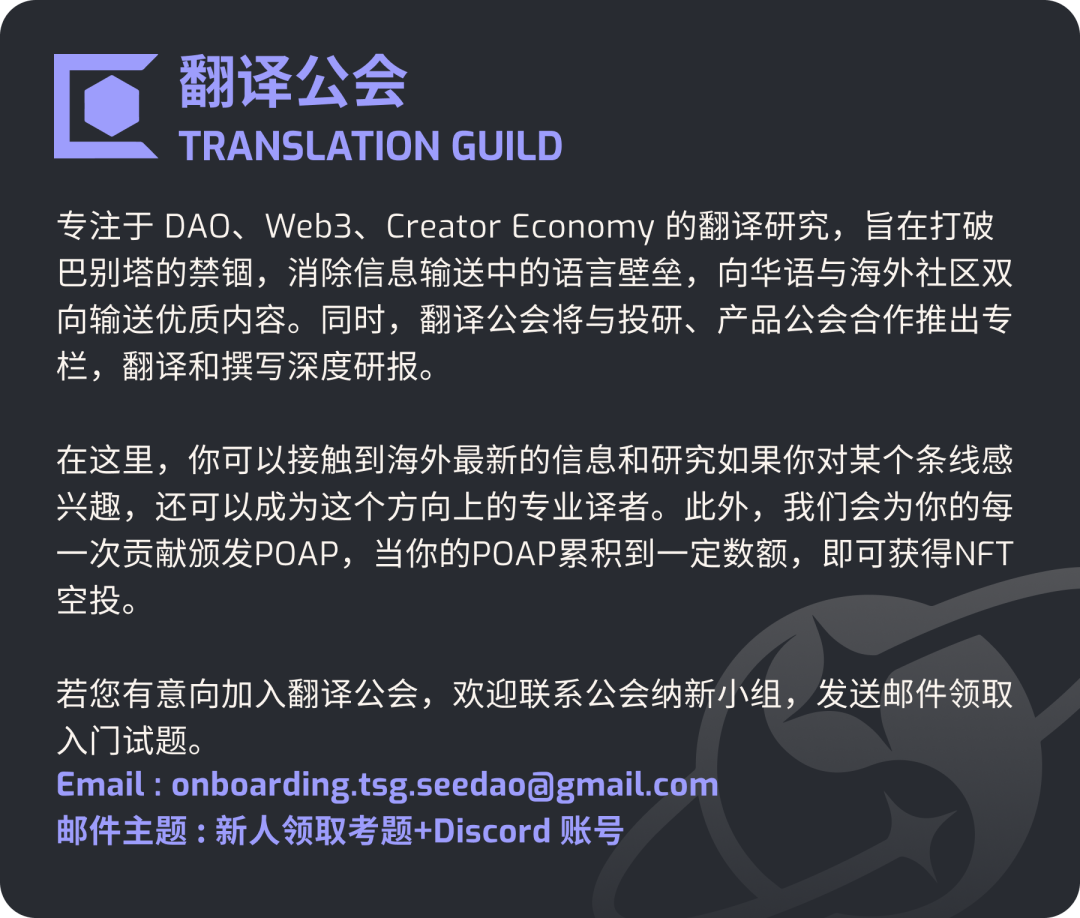 翻译公会
TRANSLATION GUILD
专注于 DAO、Web3、Creator Economy 的翻译研究，旨在打破
巴别塔的禁锢，消除信息输送中的语言壁垒，向华语与海外社区双
向输送优质内容。同时，翻译公会将与投研、产品公会合作推出专
栏，翻译和撰写深度研报。
在这里，你可以接触到海外最新的信息和研究如果你对某个条线感
兴趣，还可以成为这个方向上的专业译者。此外，我们会为你的每
一次贡献颁发POAP，当你的POAP累积到一定数额，即可获得NFT
空投。
若您有意向加入翻译公会，欢迎联系公会纳新小组，发送邮件领取
入门试题。
Email : onboarding.tsg.seedao@gmail.com
邮件主题 : 新人领取考题+Discord 账号